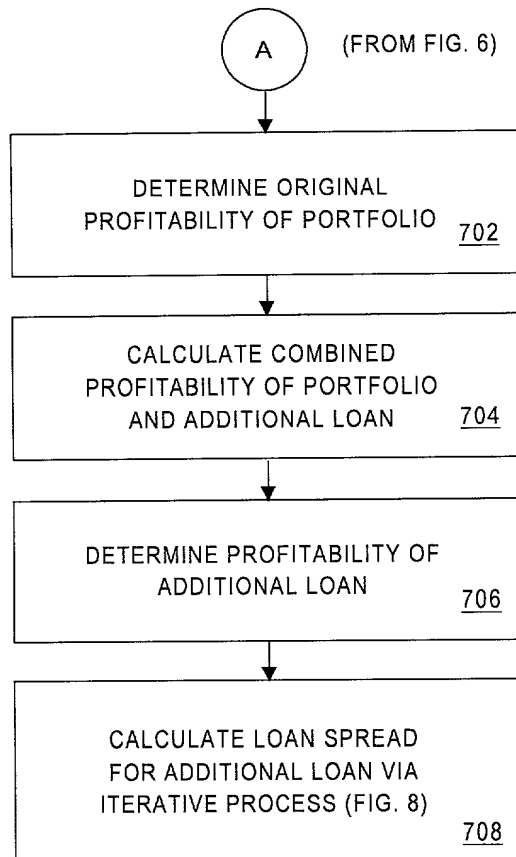 A
(FROM FIG. 6)
DETERMINE ORIGINAL
PROFITABILITY OF PORTFOLIO
702
CALCULATE COMBINED
PROFITABILITY OF PORTFOLIO
AND ADDITIONAL LOAN
704
DETERMINE PROFITABILITY OF
ADDITIONAL LOAN
706
CALCULATE LOAN SPREAD
FOR ADDITIONAL LOAN VIA
ITERATIVE PROCESS (FIG. 8)
708